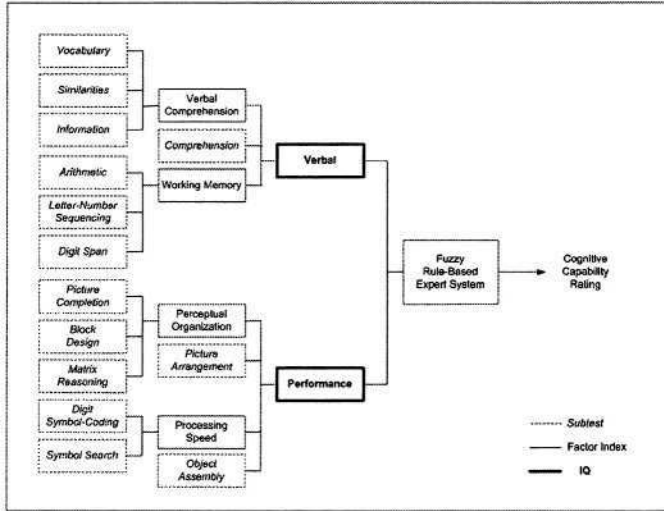 Vocabulary
Similarities
Information
Arithmetic
Letter-Number
Sequencing
Digit Span
Picture
Completion
Block
Design
Matrix
Reasoning
Digit
Symbol-Coding
Symbol Search
Verbal
Comprehension
Comprehension
Working Memory
Perceptual
Organization
Picture
Arrangement
Processing
Speed
Object
Assembly
Verbal
Performance
Fuzzy
Rule-Based
Expert System
Cognitive
Capability
Rating
Subtest
Factor Index
IQ